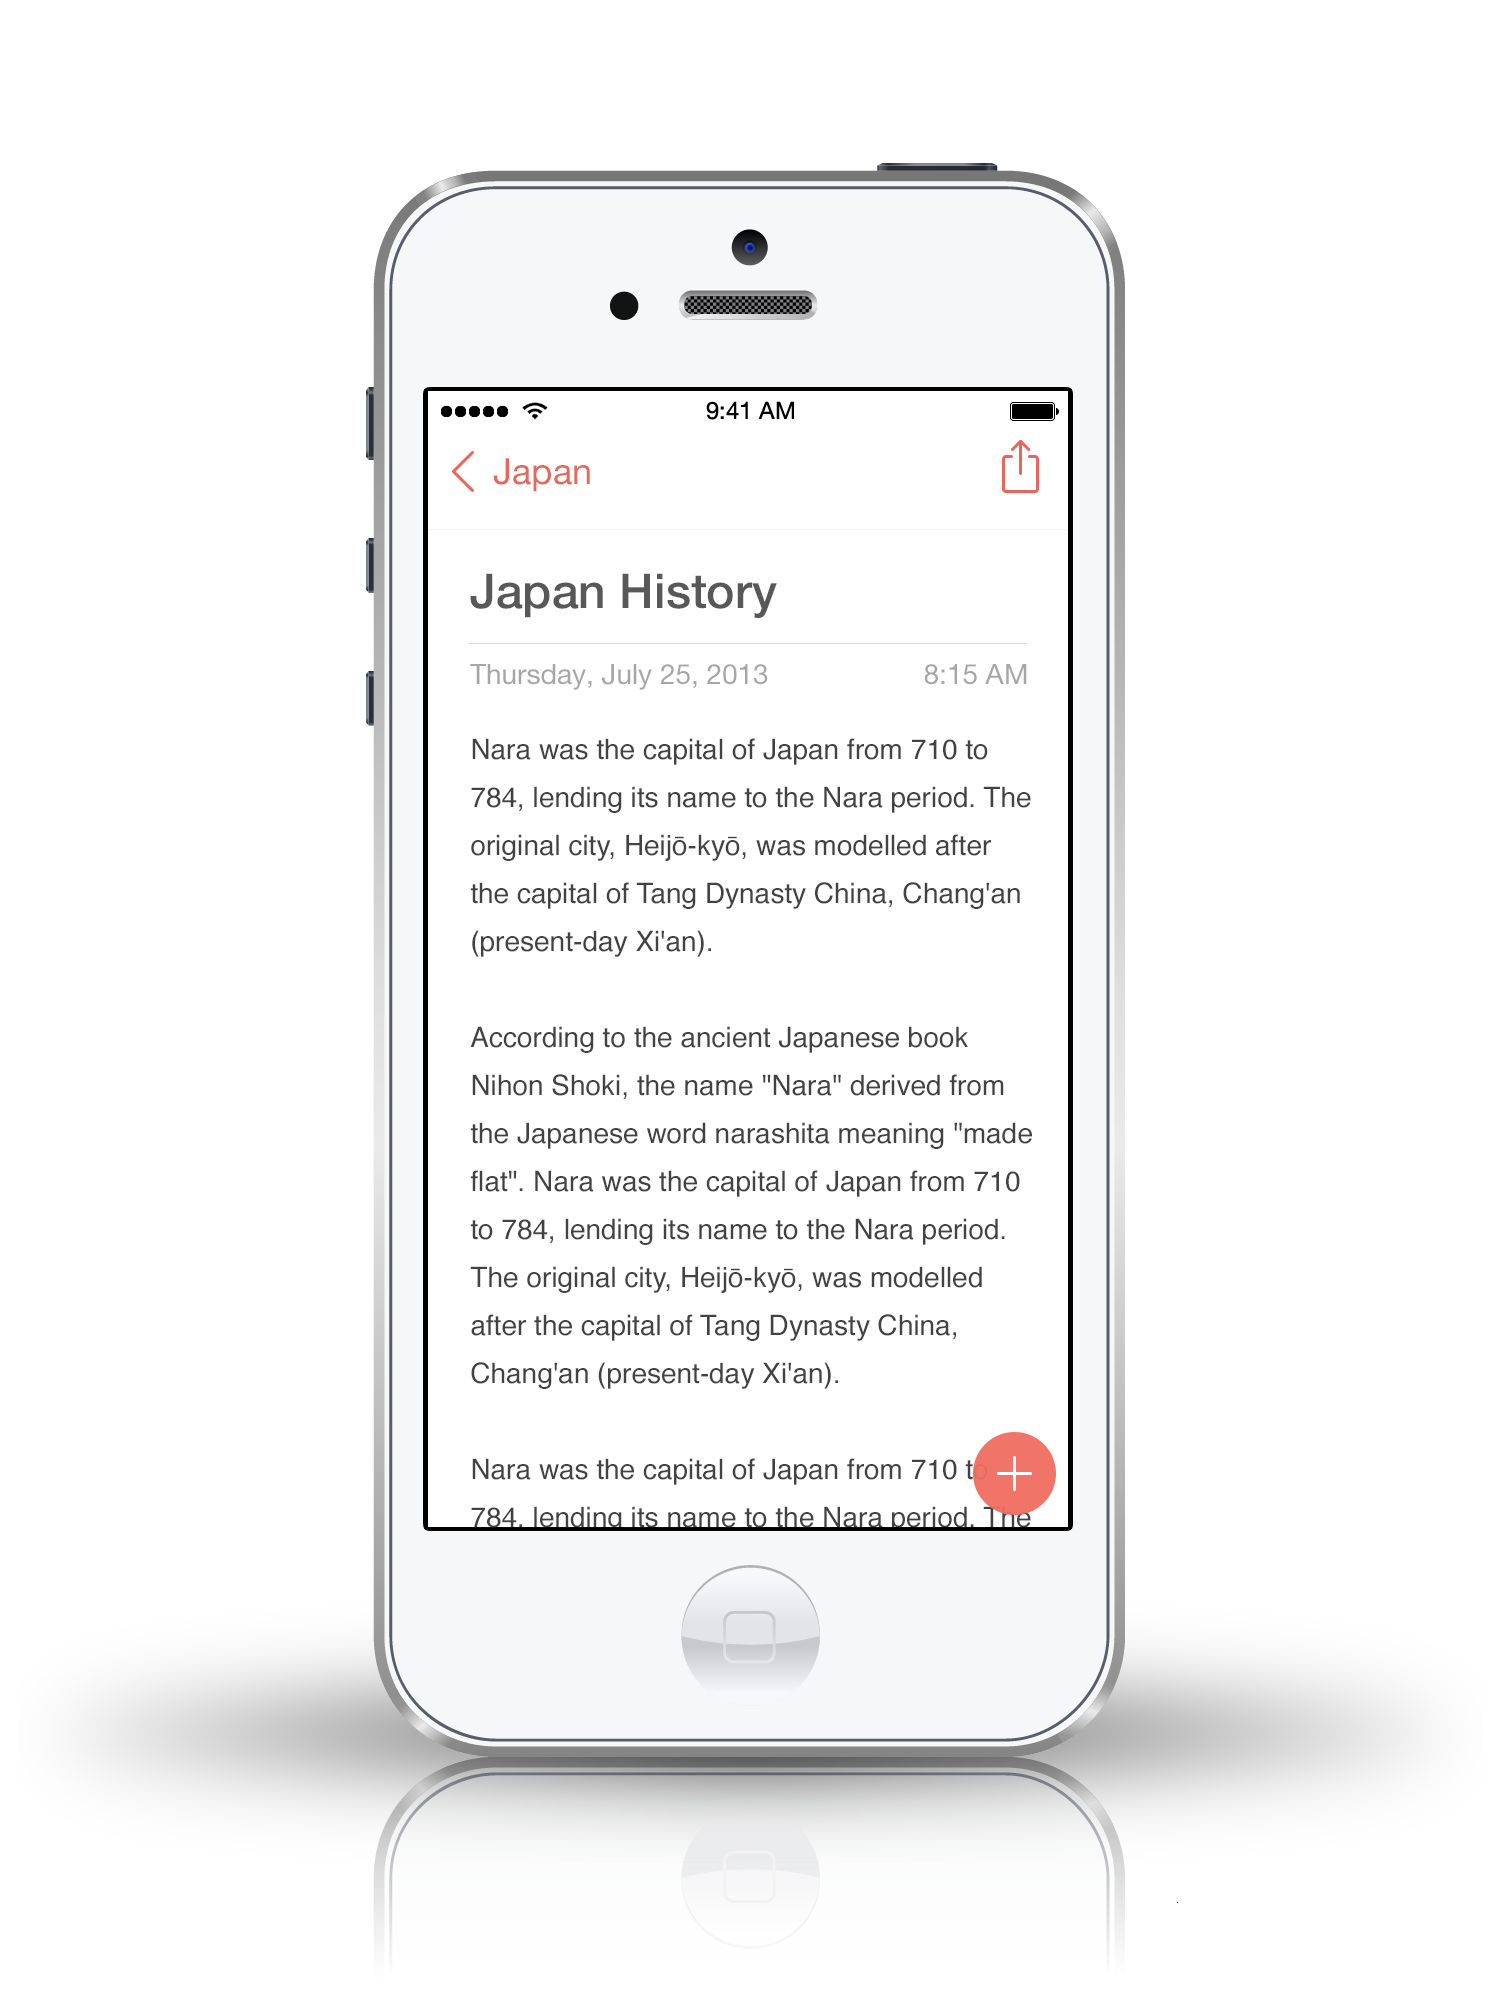 9:41 AM
Japan
Japan History
Thursday, July 25, 2013 8:15 AM
Nara was the capital of Japan from 710 to
784, lending its name to the Nara period. The
original city, Heijō-kyō, was modelled after
the capital of Tang Dynasty China, Chang'an
(present-day Xi'an).
According to the ancient Japanese book
Nihon Shoki, the name "Nara" derived from
the Japanese word narashita meaning "made
flat". Nara was the capital of Japan from 710
to 784, lending its name to the Nara period.
The original city, Heijō-kyō, was modelled
after the capital of Tang Dynasty China,
Chang'an (present-day Xi'an).
Nara was the capital of Japan from 710 to
784, lending its name to the Nara period. The